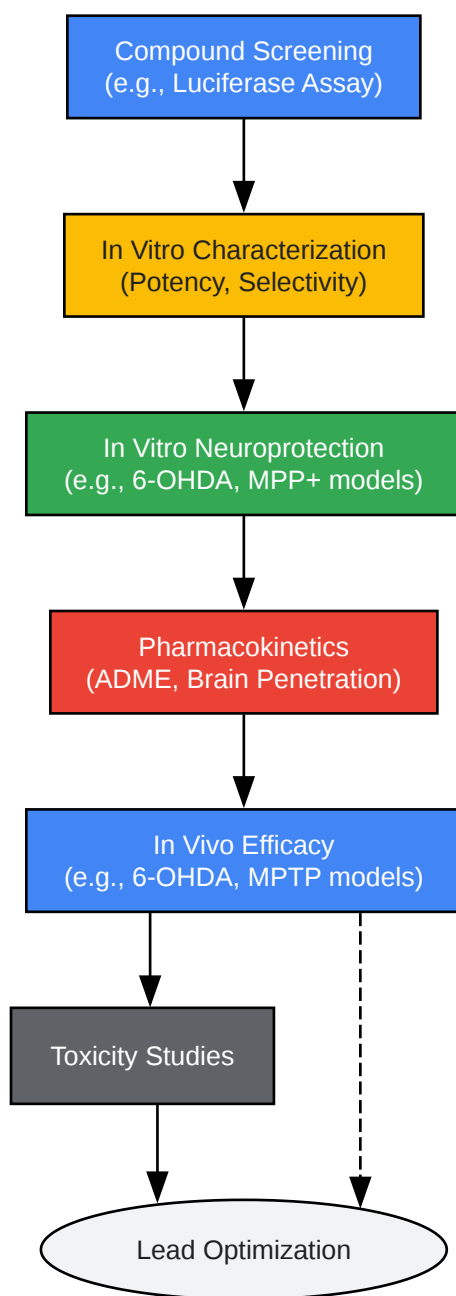 Compound Screening
(e.g., Luciferase Assay)
In Vitro Characterization
(Potency, Selectivity)
In Vitro Neuroprotection
(e.g., 6-OHDA, MPP+ models)
Pharmacokinetics
(ADME, Brain Penetration)
In Vivo Efficacy
(e.g., 6-OHDA, MPTP models)
Toxicity Studies
Lead Optimization